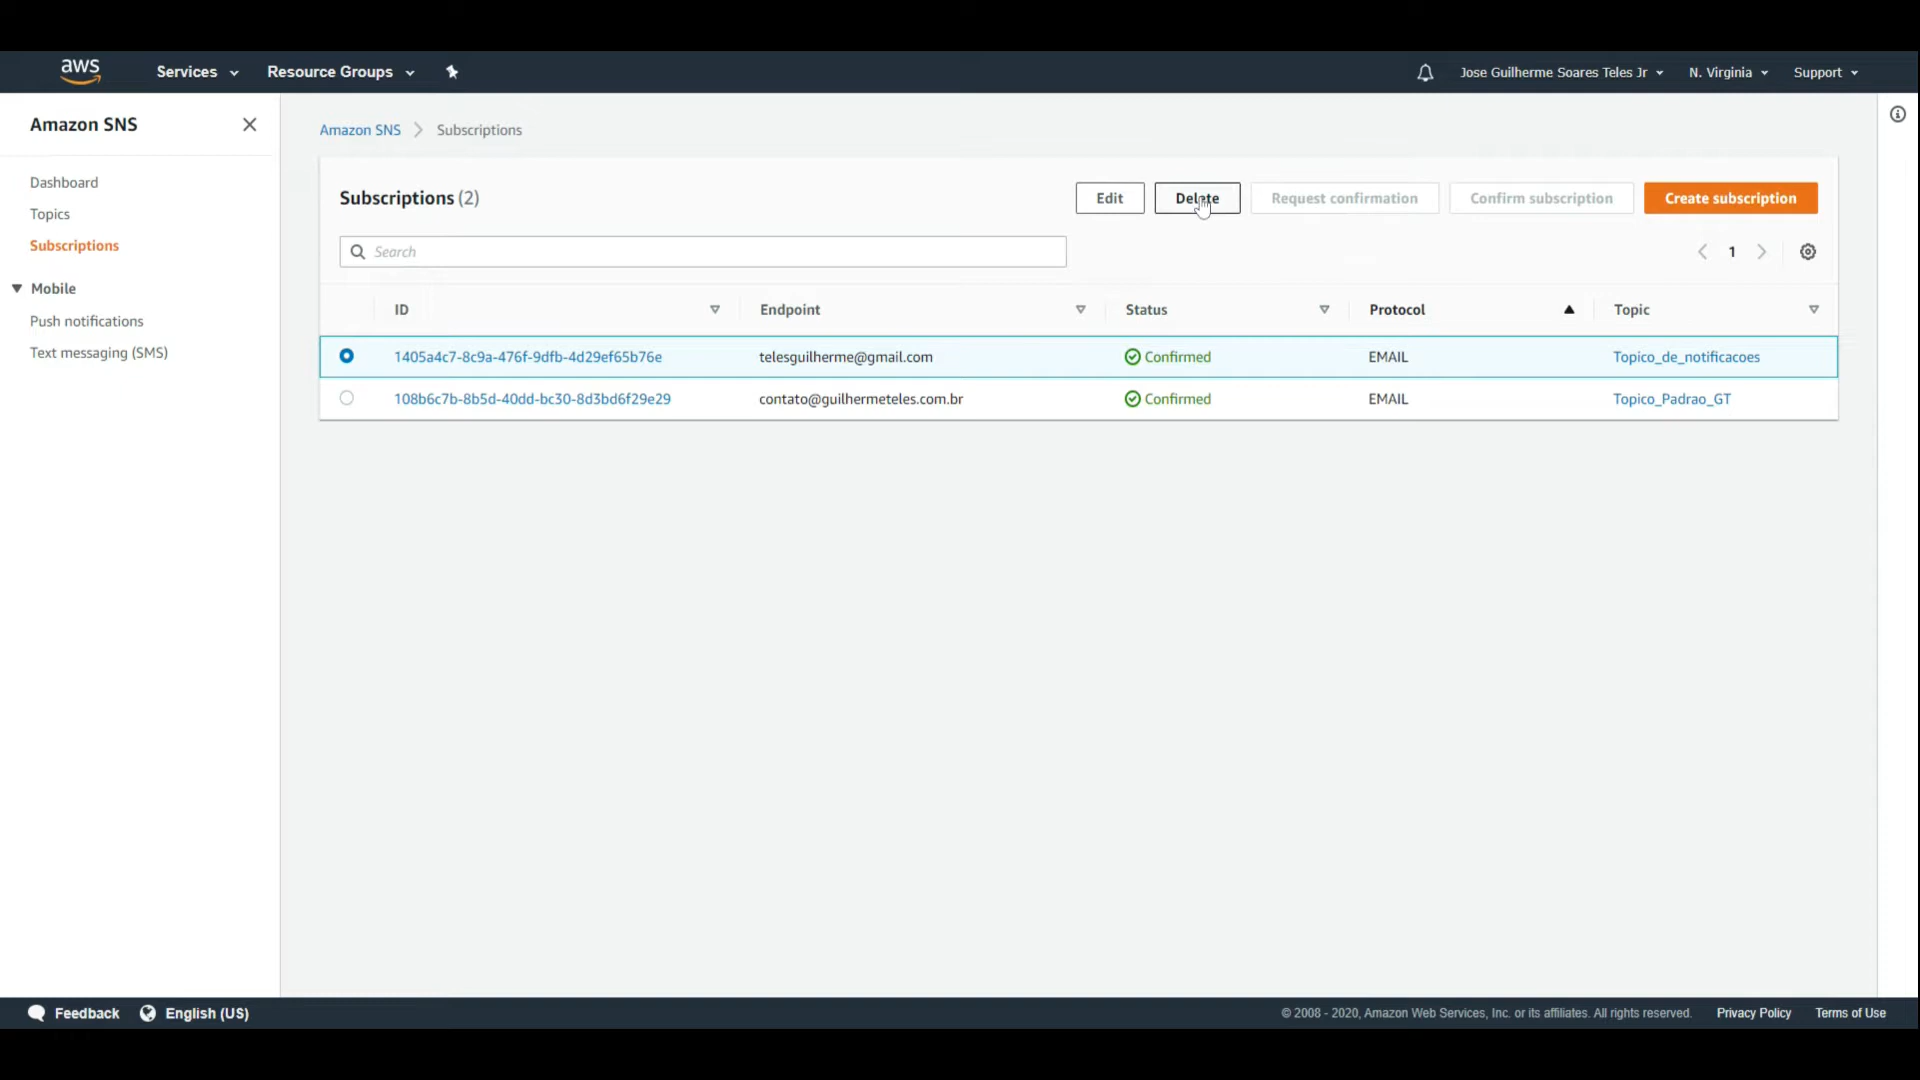 aws Services Resource Groups Jose Guilherme Soares Teles Jr N. Virginia Support
Amazon SNS
Dashboard
Topics
Subscriptions
Mobile
Push notifications
Text messaging (SMS)
Amazon SNS Subscriptions
Subscriptions (2) Edit Delete Request confirmation Confirm subscription Create subscription
Search 1
ID Endpoint Status Protocol Topic
1405a4c7-8c9a-476f-9dfb-4d29ef65b76e telesguilherme@gmail.com Confirmed EMAIL Topico_de_notificacoes
108b6c7b-8b5d-40dd-bc30-8d3bd6f29e29 contato@guilhermeteles.com.br Confirmed EMAIL Topico_Padrao_GT
Feedback English (US) © 2008 - 2020, Amazon Web Services, Inc. or its affiliates. All rights reserved. Privacy Policy Terms of Use